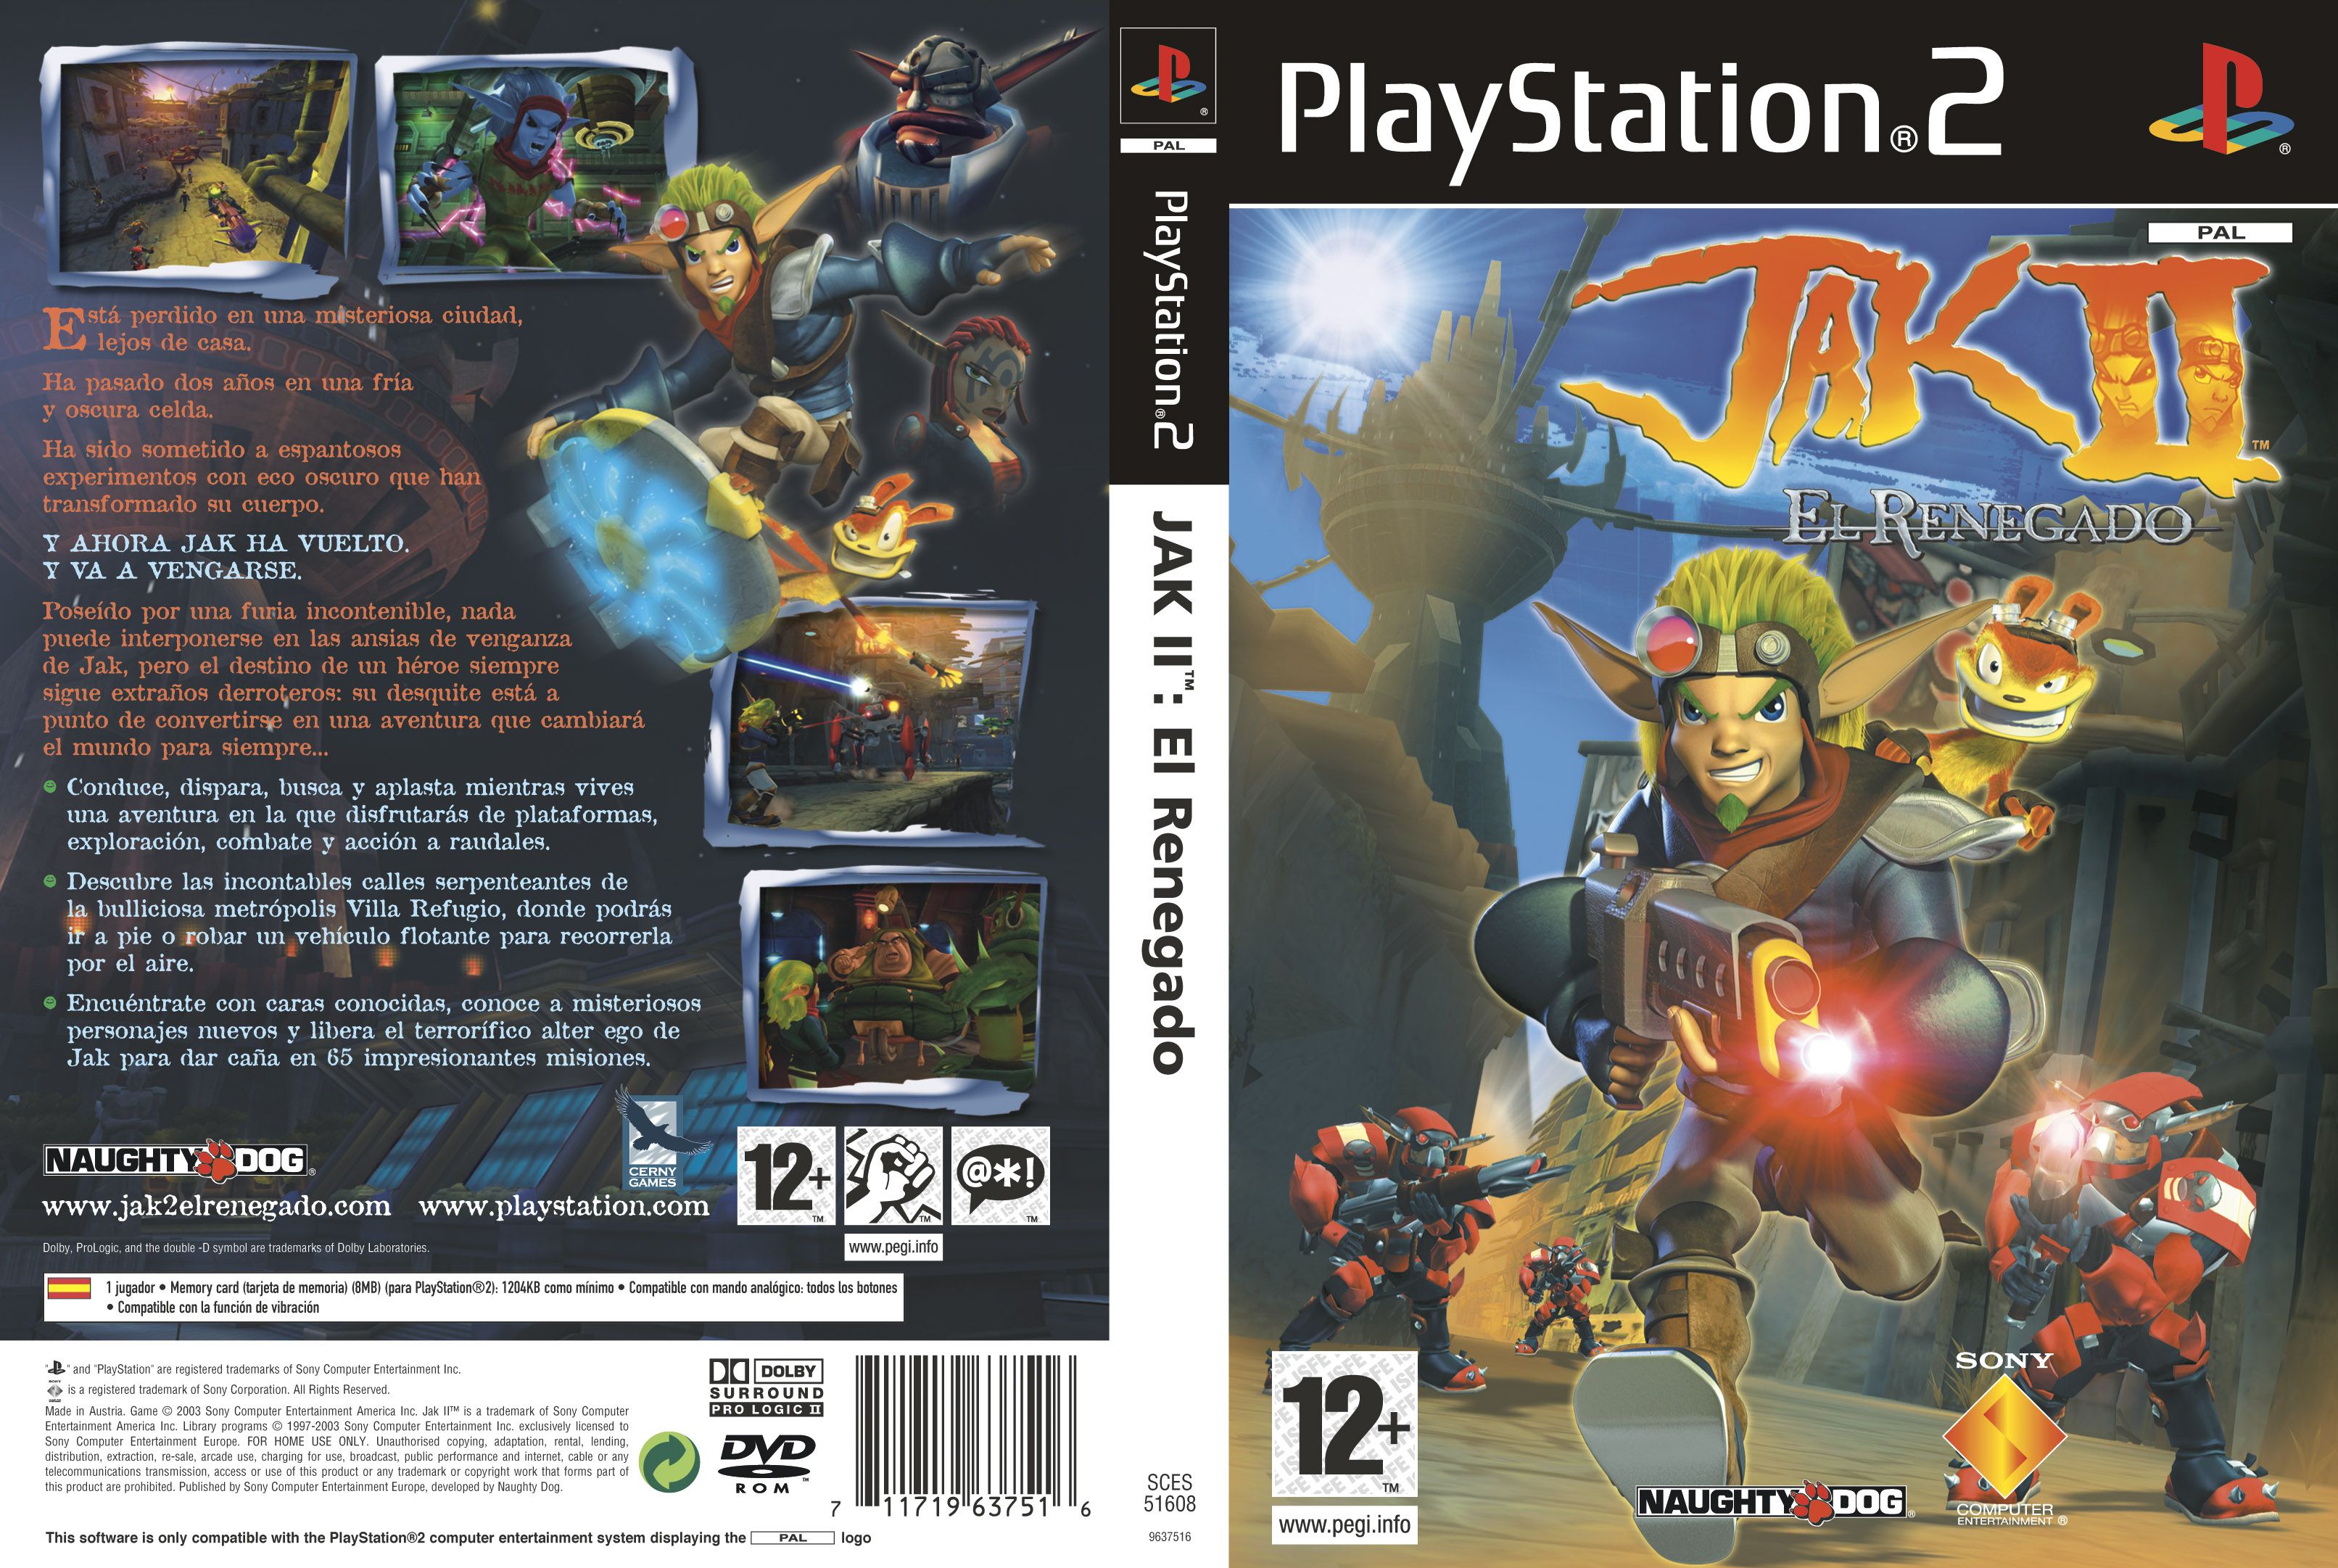 Está perdido en una misteriosa ciudad,
lejos de casa.
Ha pasado dos años en una fría
y oscura celda.
Ha sido sometido a espantosos
experimentos con eco oscuro que han
transformado su cuerpo.
Y AHORA JAK HA VUELTO.
Y VA A VENGARSE.
Poseído por una furia incontenible, nada
puede interponerse en las ansias de venganza
de Jak, pero el destino de un héroe siempre
sigue extraños derroteros: su desquite está a
punto de convertirse en una aventura que cambiará
el mundo para siempre...
Conduce, dispara, busca y aplasta mientras vives
una aventura en la que disfrutarás de plataformas,
exploración, combate y acción a raudales.
Descubre las incontables calles serpenteantes de
la bulliciosa metrópolis Villa Refugio, donde podrás
ir a pie o robar un vehículo flotante para recorrerla
por el aire.
Encuéntrate con caras conocidas, conoce a misteriosos
personajes nuevos y libera el terrorífico alter ego de
Jak para dar caña en 65 impresionantes misiones.
NAUGHTY DOG®
CERNY
GAMES
www.jak2elrenegado.com www.playstation.com
12+ ™
™
@*! ™
www.pegi.info
Dolby, ProLogic, and the double -D symbol are trademarks of Dolby Laboratories.
1 jugador • Memory card (tarjeta de memoria) (8MB) (para PlayStation®2): 1204KB como mínimo • Compatible con mando analógico: todos los botones
• Compatible con la función de vibración
" " and "PlayStation" are registered trademarks of Sony Computer Entertainment Inc.
is a registered trademark of Sony Corporation. All Rights Reserved.
Made in Austria. Game © 2003 Sony Computer Entertainment America Inc. Jak II™ is a trademark of Sony Computer
Entertainment America Inc. Library programs © 1997-2003 Sony Computer Entertainment Inc. exclusively licensed to
Sony Computer Entertainment Europe. FOR HOME USE ONLY. Unauthorised copying, adaptation, rental, lending,
distribution, extraction, re-sale, arcade use, charging for use, broadcast, public performance and internet, cable or any
telecommunications transmission, access or use of this product or any trademark or copyright work that forms part of
this product are prohibited. Published by Sony Computer Entertainment Europe, developed by Naughty Dog.
DOLBY
SURROUND
PRO LOGIC II
DVD™
ROM
7 11719 63751 6
This software is only compatible with the PlayStation®2 computer entertainment system displaying the PAL logo
®
PAL
PlayStation®2
JAK II™: El Renegado
SCES
51608
9637516
PlayStation®2
®
PAL
JAK II™
EL RENEGADO
12+
™
www.pegi.info
NAUGHTY DOG®
SONY
COMPUTER
ENTERTAINMENT ®